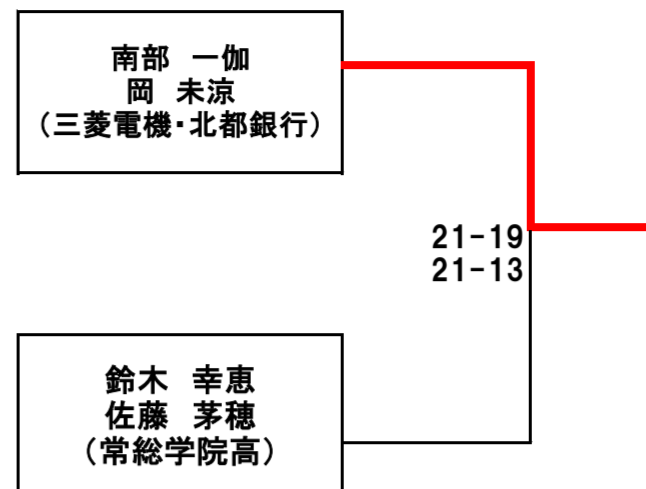 南部　一伽
岡　未涼
（三菱電機・北都銀行）
21-19
21-13
鈴木　幸恵
佐藤　茅穂
（常総学院高）